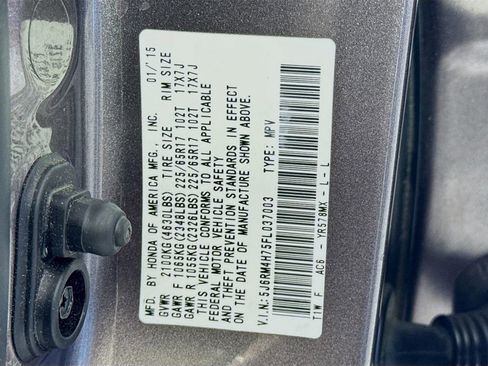 MFD. BY HONDA OF AMERICA MFG., INC. 01/'15
GVWR 2100KG(4630LBS) TIRE SIZE RIM SIZE
GAWR F 1065KG(2348LBS) 225/65R17 102T 17X7J
GAWR R 1055KG(2326LBS) 225/65R17 102T 17X7J
THIS VEHICLE CONFORMS TO ALL APPLICABLE
FEDERAL MOTOR VEHICLE SAFETY
AND THEFT PREVENTION STANDARDS IN EFFECT
ON THE DATE OF MANUFACTURE SHOWN ABOVE.
V.I.N.:5J6RM4H75FL037003 TYPE: MPV
T1W F AC6 - YR578MX - L - L